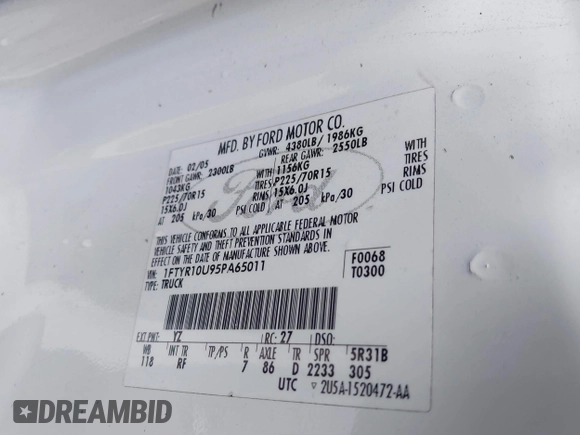 MFD. BY FORD MOTOR CO.
DATE: 02/05 GVWR: 4380LB/ 1986KG
FRONT GAWR: 2300LB REAR GAWR: 2550LB
1043KG WITH 1156KG WITH
P225/70R15 TIRES P225/70R15 TIRES
15X6.0J RIMS 15X6.0J RIMS
AT 205 kPa/30 PSI COLD AT 205 kPa/30 PSI COLD
THIS VEHICLE CONFORMS TO ALL APPLICABLE FEDERAL MOTOR
VEHICLE SAFETY AND THEFT PREVENTION STANDARDS IN
EFFECT ON THE DATE OF MANUFACTURE SHOWN ABOVE.
VIN: 1FTYR10U95PA65011 F0068
TYPE: TRUCK T0300
EXT PNT: YZ RC: 27 DSO:
WB INT TR TP/PS R AXLE TR SPR 5R31B
118 RF 7 86 D 2233 305
UTC ▽ 2U5A-1520472-AA
Ford
DREAMBID